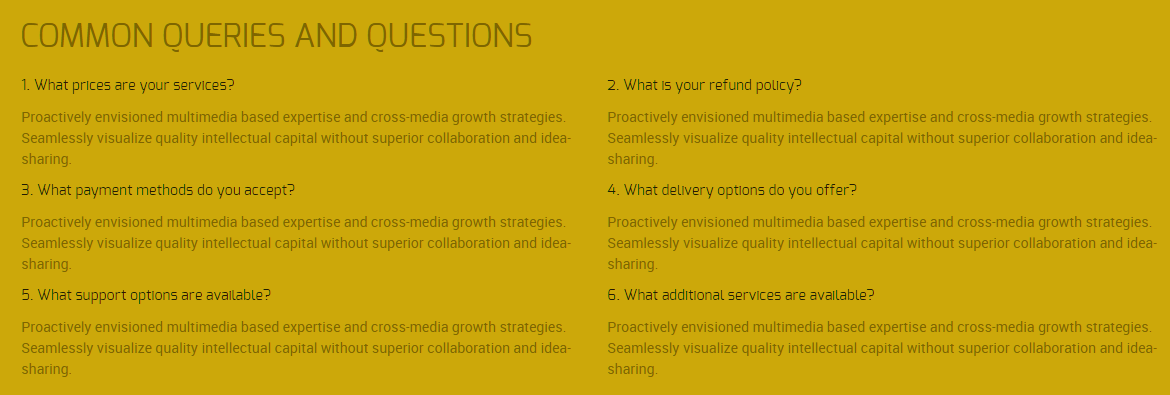 COMMON QUERIES AND QUESTIONS
1. What prices are your services?
Proactively envisioned multimedia based expertise and cross-media growth strategies.
Seamlessly visualize quality intellectual capital without superior collaboration and idea-
sharing.
2. What is your refund policy?
Proactively envisioned multimedia based expertise and cross-media growth strategies.
Seamlessly visualize quality intellectual capital without superior collaboration and idea-
sharing.
3. What payment methods do you accept?
Proactively envisioned multimedia based expertise and cross-media growth strategies.
Seamlessly visualize quality intellectual capital without superior collaboration and idea-
sharing.
4. What delivery options do you offer?
Proactively envisioned multimedia based expertise and cross-media growth strategies.
Seamlessly visualize quality intellectual capital without superior collaboration and idea-
sharing.
5. What support options are available?
Proactively envisioned multimedia based expertise and cross-media growth strategies.
Seamlessly visualize quality intellectual capital without superior collaboration and idea-
sharing.
6. What additional services are available?
Proactively envisioned multimedia based expertise and cross-media growth strategies.
Seamlessly visualize quality intellectual capital without superior collaboration and idea-
sharing.